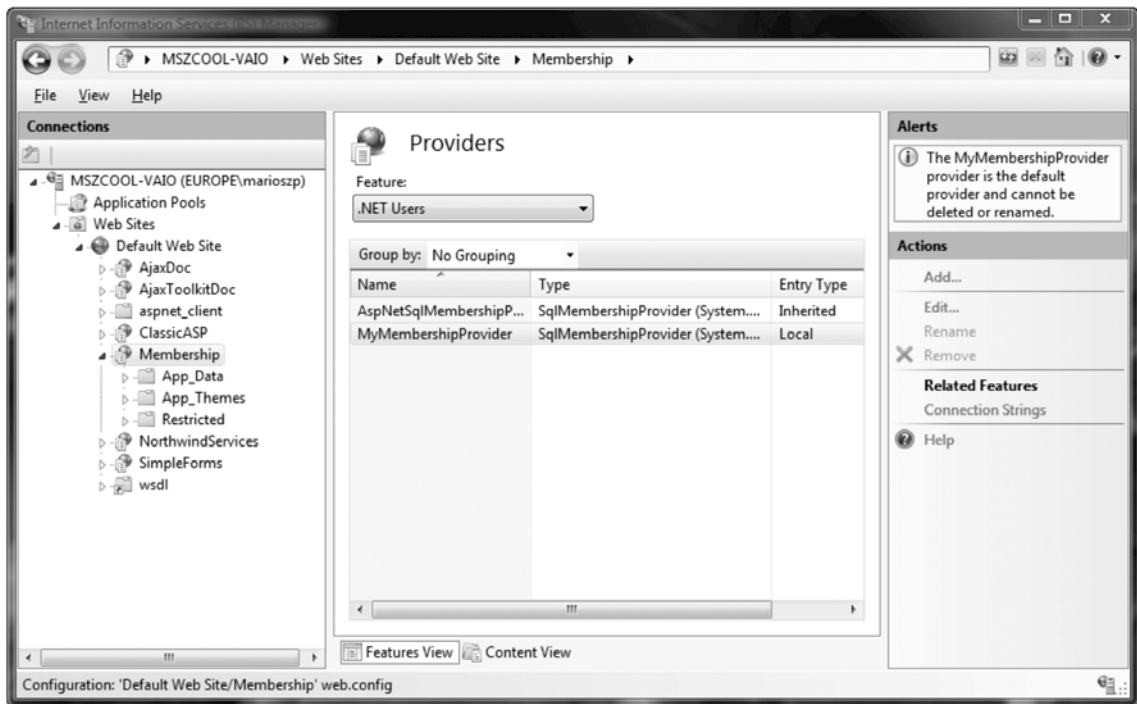 Internet Information Services (IIS) Manager
MSZCOOL-VAIO
Web Sites
Default Web Site
Membership
File
View
Help
Connections
MSZCOOL-VAIO (EUROPE\marioszp)
Application Pools
Web Sites
Default Web Site
AjaxDoc
AjaxToolkitDoc
aspnet_client
ClassicASP
Membership
App_Data
App_Themes
Restricted
NorthwindServices
SimpleForms
wsdl
Providers
Feature:
.NET Users
Group by: No Grouping
Name Type Entry Type
AspNetSqlMembershipP... SqlMembershipProvider (System.... Inherited
MyMembershipProvider SqlMembershipProvider (System.... Local
Features View Content View
Alerts
The MyMembershipProvider
provider is the default
provider and cannot be
deleted or renamed.
Actions
Add...
Edit...
Rename
Remove
Related Features
Connection Strings
Help
Configuration: 'Default Web Site/Membership' web.config